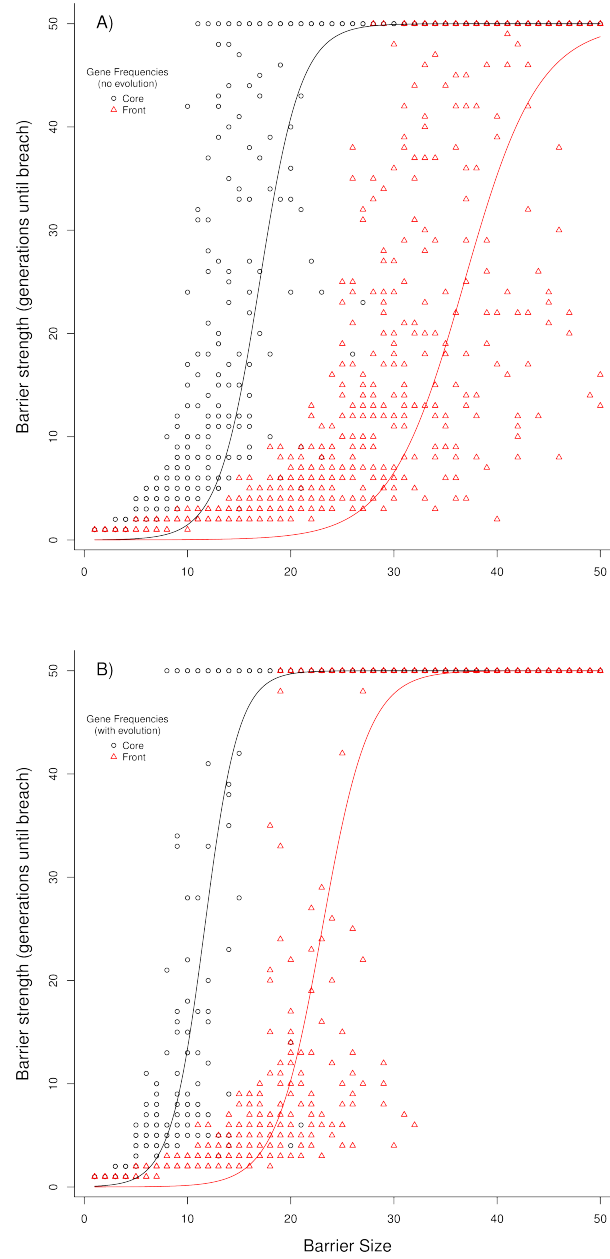 A)
Gene Frequencies
(no evolution)
Core
Front
Barrier strength (generations until breach)
0 10 20 30 40 50
0 10 20 30 40 50
B)
Gene Frequencies
(with evolution)
Core
Front
Barrier strength (generations until breach)
0 10 20 30 40 50
0 10 20 30 40 50
Barrier Size